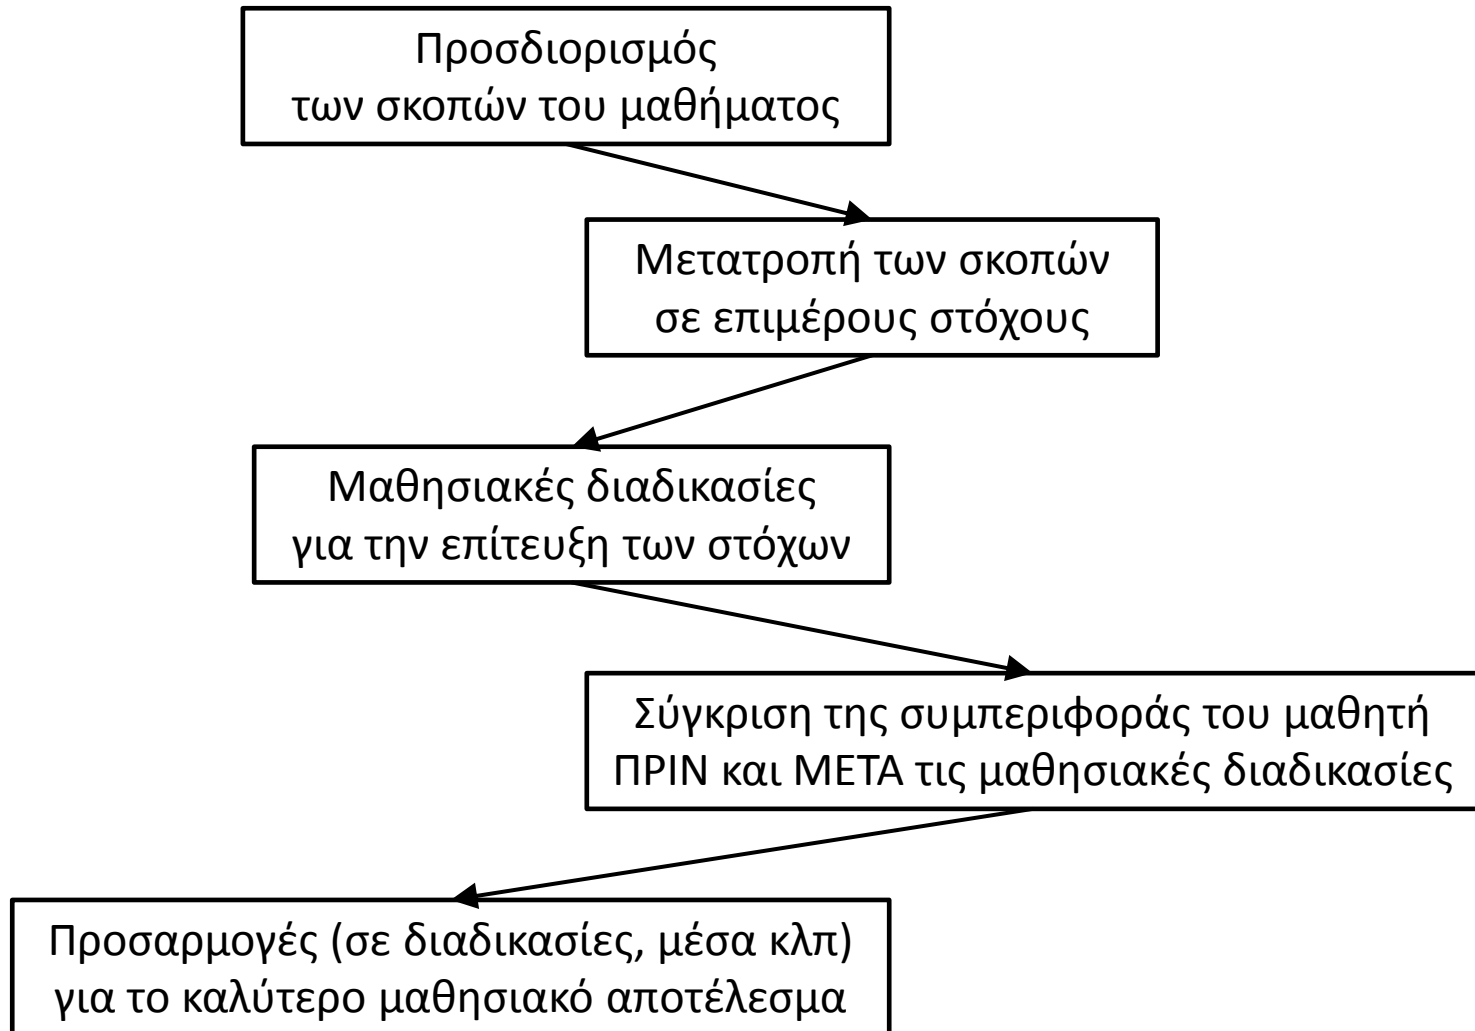 Προσδιορισμός
των σκοπών του μαθήματος
Μετατροπή των σκοπών
σε επιμέρους στόχους
Μαθησιακές διαδικασίες
για την επίτευξη των στόχων
Σύγκριση της συμπεριφοράς του μαθητή
ΠΡΙΝ και ΜΕΤΑ τις μαθησιακές διαδικασίες
Προσαρμογές (σε διαδικασίες, μέσα κλπ)
για το καλύτερο μαθησιακό αποτέλεσμα